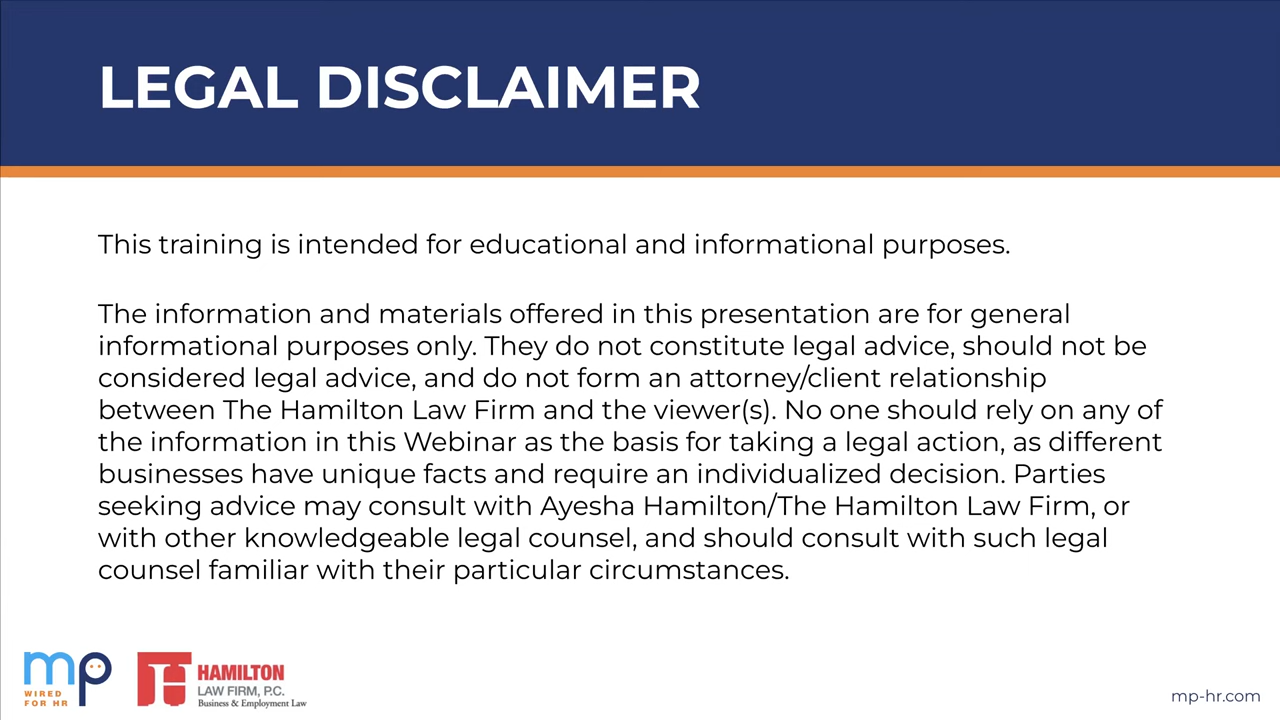 LEGAL DISCLAIMER
This training is intended for educational and informational purposes.
The information and materials offered in this presentation are for general
informational purposes only. They do not constitute legal advice, should not be
considered legal advice, and do not form an attorney/client relationship
between The Hamilton Law Firm and the viewer(s). No one should rely on any of
the information in this Webinar as the basis for taking a legal action, as different
businesses have unique facts and require an individualized decision. Parties
seeking advice may consult with Ayesha Hamilton/The Hamilton Law Firm, or
with other knowledgeable legal counsel, and should consult with such legal
counsel familiar with their particular circumstances.
mp
WIRED
FOR HR
H
HAMILTON
LAW FIRM, P.C.
Business & Employment Law
mp-hr.com